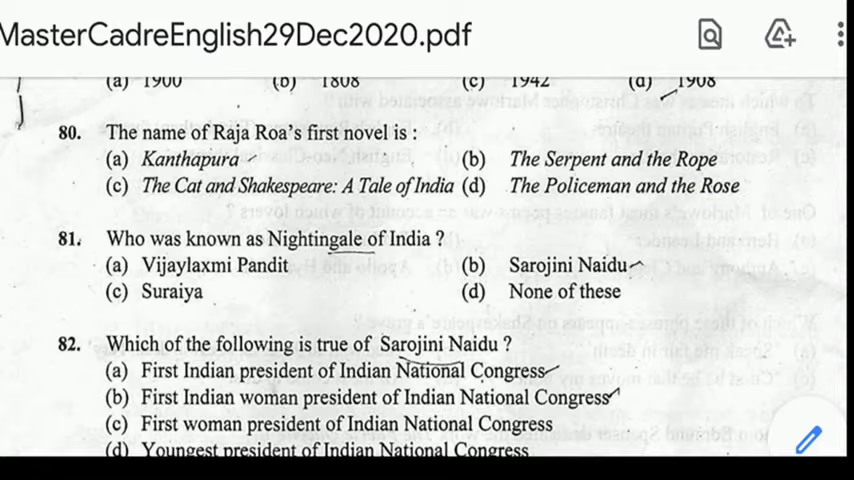 MasterCadreEnglish29Dec2020.pdf
(a) 1900 (b) 1808 (c) 1942 (d) 1908
80. The name of Raja Roa's first novel is :
(a) Kanthapura (b) The Serpent and the Rope
(c) The Cat and Shakespeare: A Tale of India (d) The Policeman and the Rose
81. Who was known as Nightingale of India ?
(a) Vijaylaxmi Pandit (b) Sarojini Naidu
(c) Suraiya (d) None of these
82. Which of the following is true of Sarojini Naidu ?
(a) First Indian president of Indian National Congress
(b) First Indian woman president of Indian National Congress
(c) First woman president of Indian National Congress
(d) Youngest president of Indian National Congress